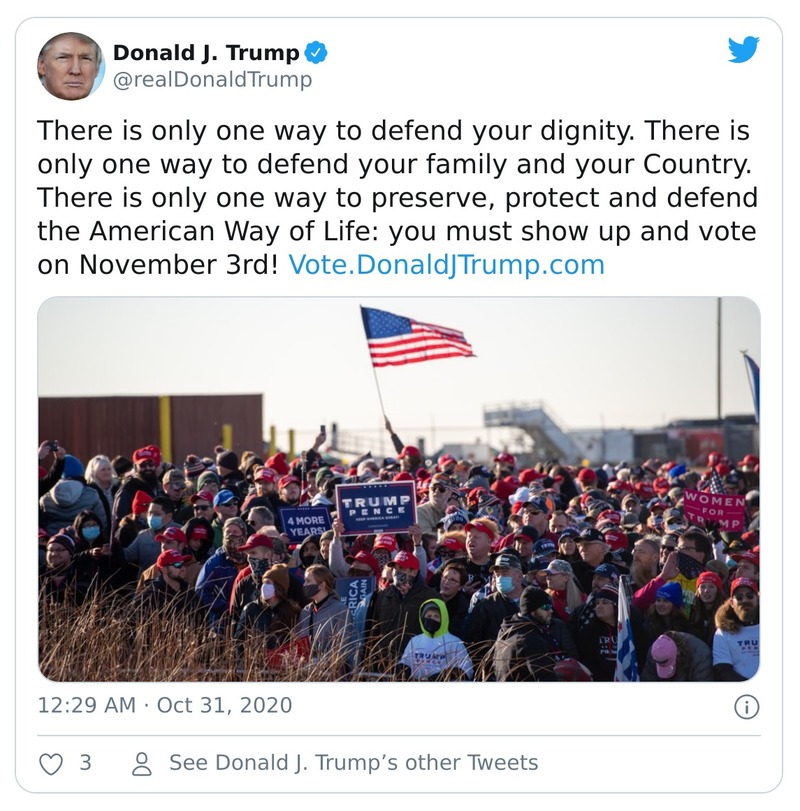 Donald J. Trump
@realDonaldTrump
There is only one way to defend your dignity. There is
only one way to defend your family and your Country.
There is only one way to preserve, protect and defend
the American Way of Life: you must show up and vote
on November 3rd! Vote.DonaldJTrump.com
TRUMP
PENCE
KEEP AMERICA GREAT!
4 MORE
YEARS!
WOMEN
FOR
TRUMP
12:29 AM · Oct 31, 2020
3
See Donald J. Trump’s other Tweets